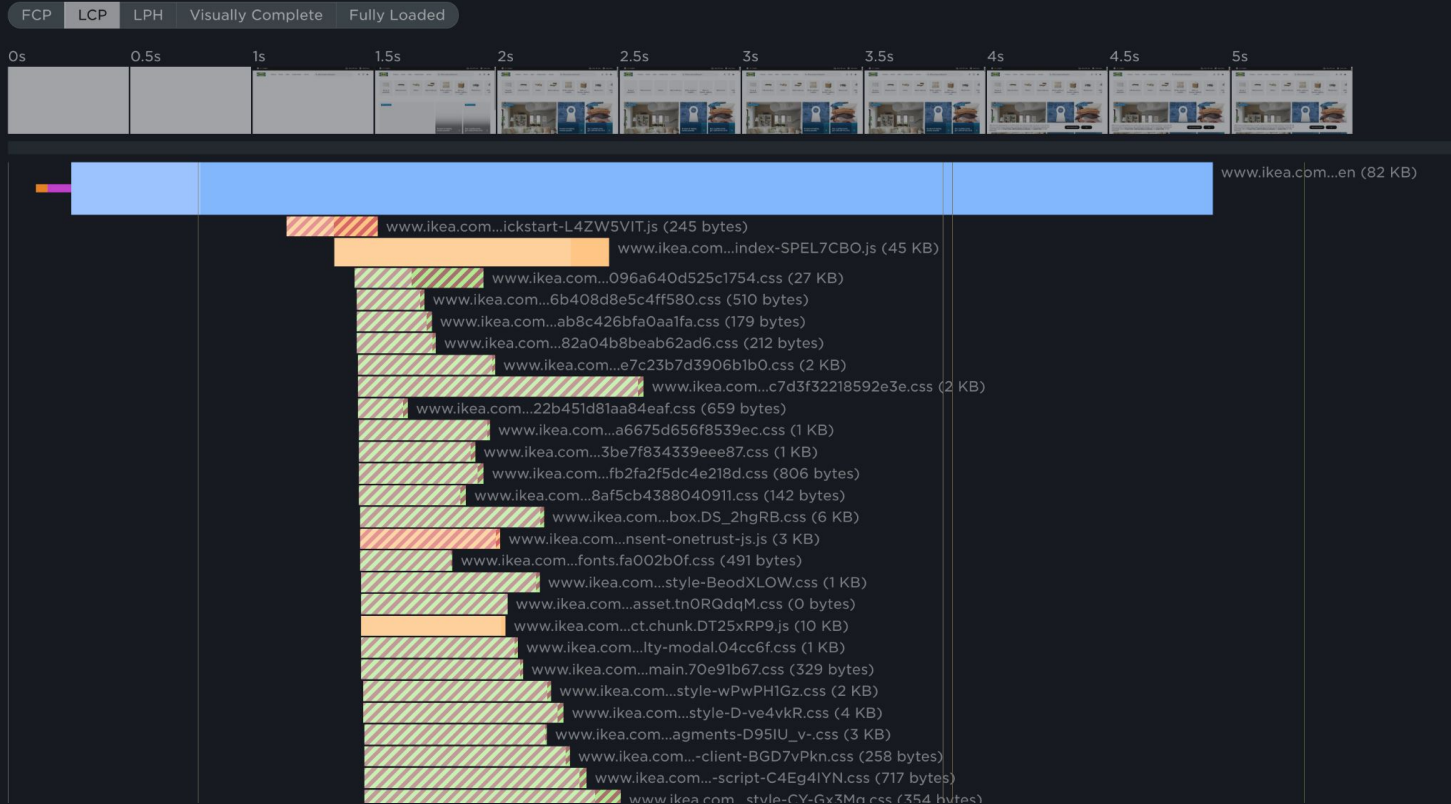 FCP LCP LPH Visually Complete Fully Loaded
0s 0.5s 1s 1.5s 2s 2.5s 3s 3.5s 4s 4.5s 5s
www.ikea.com...en (82 KB)
www.ikea.com...ickstart-L4ZW5VIT.js (245 bytes)
www.ikea.com...index-SPEL7CBO.js (45 KB)
www.ikea.com...096a640d525c1754.css (27 KB)
www.ikea.com...6b408d8e5c4ff580.css (510 bytes)
www.ikea.com...ab8c426bfa0aa1fa.css (179 bytes)
www.ikea.com...82a04b8beab62ad6.css (212 bytes)
www.ikea.com...e7c23b7d3906b1b0.css (2 KB)
www.ikea.com...c7d3f32218592e3e.css (2 KB)
www.ikea.com...22b451d81aa84eaf.css (659 bytes)
www.ikea.com...a6675d656f8539ec.css (1 KB)
www.ikea.com...3be7f834339eee87.css (1 KB)
www.ikea.com...fb2fa2f5dc4e218d.css (806 bytes)
www.ikea.com...8af5cb4388040911.css (142 bytes)
www.ikea.com...box.DS_2hgRB.css (6 KB)
www.ikea.com...nsent-onetrust-js.js (3 KB)
www.ikea.com...fonts.fa002b0f.css (491 bytes)
www.ikea.com...style-BeodXLOW.css (1 KB)
www.ikea.com...asset.tn0RQdqM.css (0 bytes)
www.ikea.com...ct.chunk.DT25xRP9.js (10 KB)
www.ikea.com...lty-modal.04cc6f.css (1 KB)
www.ikea.com...main.70e91b67.css (329 bytes)
www.ikea.com...style-wPwPH1Gz.css (2 KB)
www.ikea.com...style-D-ve4vkR.css (4 KB)
www.ikea.com...agments-D95IU_v-.css (3 KB)
www.ikea.com...-client-BGD7vPkn.css (258 bytes)
www.ikea.com...-script-C4Eg4IYN.css (717 bytes)
www.ikea.com...style-CY-Gx3Mg.css (354 bytes)